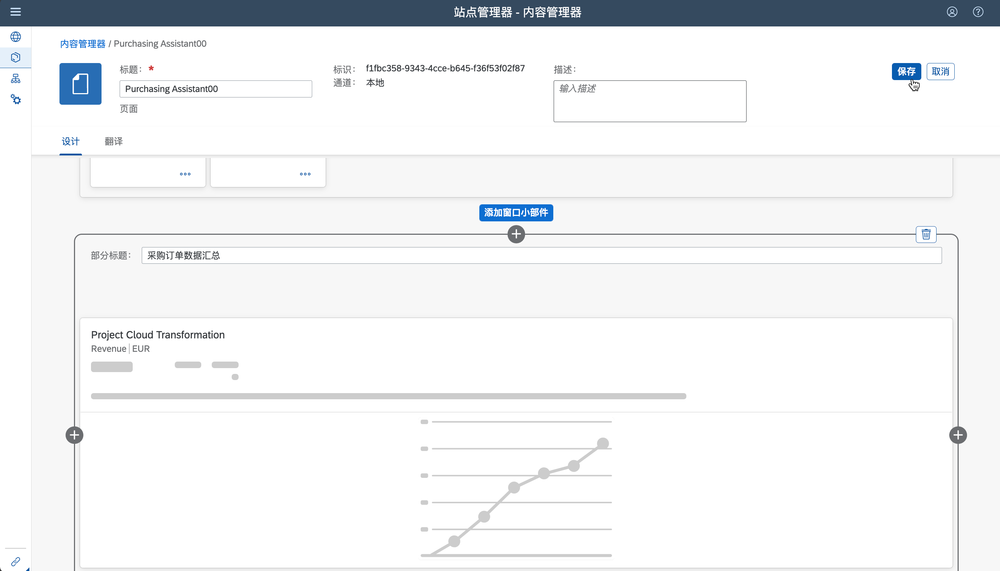 站点管理器 - 内容管理器
内容管理器 / Purchasing Assistant00
标题： *
Purchasing Assistant00
页面
标识： f1fbc358-9343-4cce-b645-f36f53f02f87
通道： 本地
描述：
输入描述
保存
取消
设计
翻译
添加窗口小部件
部分标题： 采购订单数据汇总
Project Cloud Transformation
Revenue | EUR